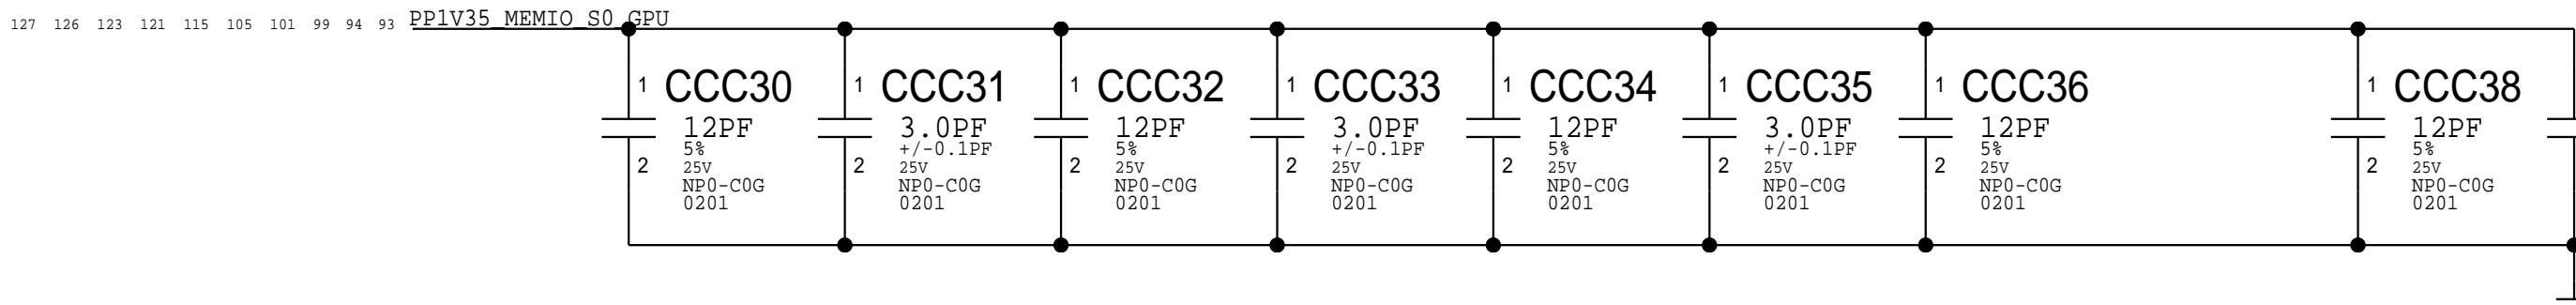 127 126 123 121 115 105 101 99 94 93 PP1V35_MEMIO_S0_GPU
1 CCC30
12PF
5%
2 25V
NP0-C0G
0201
1 CCC31
3.0PF
+/-0.1PF
2 25V
NP0-C0G
0201
1 CCC32
12PF
5%
2 25V
NP0-C0G
0201
1 CCC33
3.0PF
+/-0.1PF
2 25V
NP0-C0G
0201
1 CCC34
12PF
5%
2 25V
NP0-C0G
0201
1 CCC35
3.0PF
+/-0.1PF
2 25V
NP0-C0G
0201
1 CCC36
12PF
5%
2 25V
NP0-C0G
0201
1 CCC38
12PF
5%
2 25V
NP0-C0G
0201